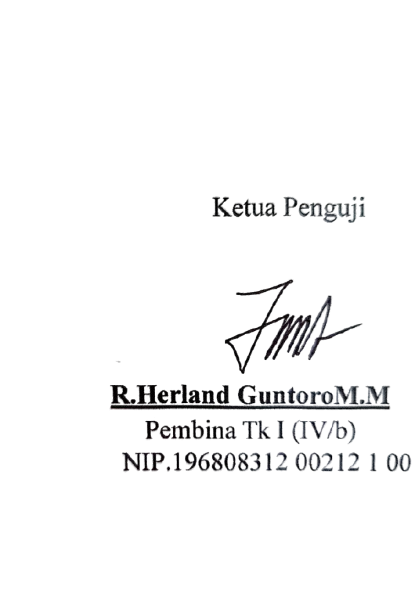 Ketua Penguji
R.Herland GuntoroM.M
Pembina Tk I (IV/b)
NIP.196808312 00212 1 00